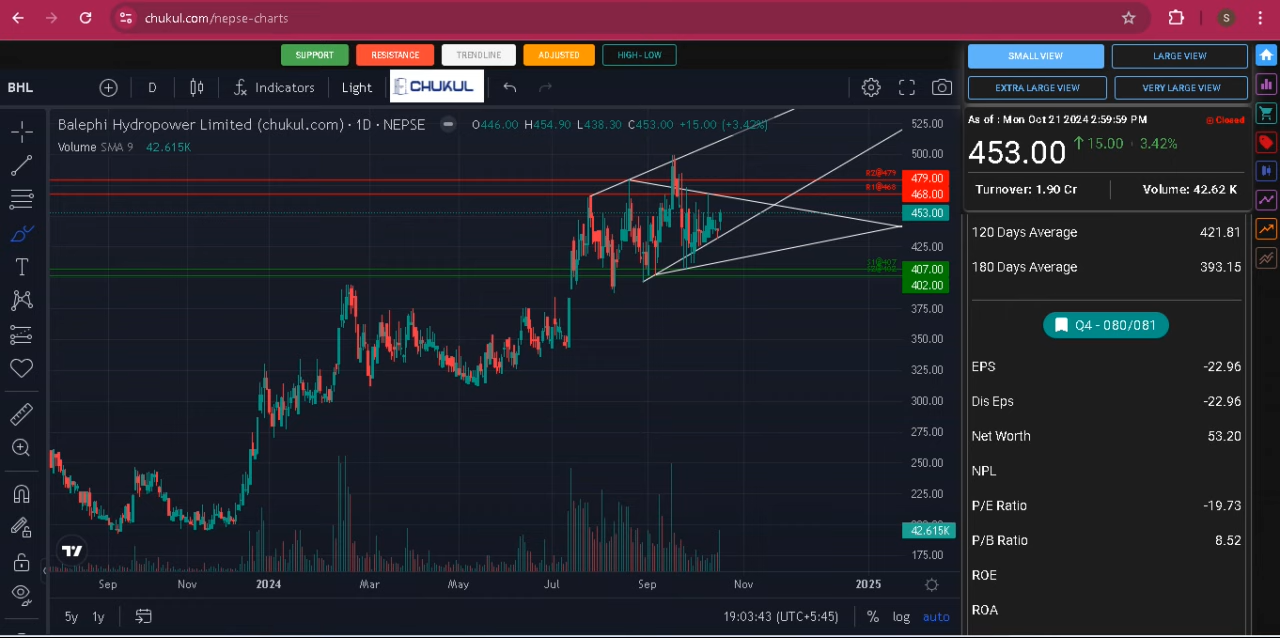 chukul.com/nepse-charts
S
SUPPORT RESISTANCE TRENDLINE ADJUSTED HIGH-LOW
BHL D Indicators Light CHUKUL
Balephi Hydropower Limited (chukul.com) · 1D · NEPSE O446.00 H454.90 L438.30 C453.00 +15.00 (+3.42%)
Volume SMA 9 42.615K
R2@479
R1@468
S1@407
525.00
500.00
479.00
468.00
453.00
425.00
407.00
402.00
375.00
350.00
325.00
300.00
275.00
250.00
225.00
42.615K
175.00
Sep Nov 2024 Mar May Jul Sep Nov 2025
5y 1y 19:03:43 (UTC+5:45) % log auto
SMALL VIEW LARGE VIEW
EXTRA LARGE VIEW VERY LARGE VIEW
As of : Mon Oct 21 2024 2:59:59 PM Closed
453.00 15.00 · 3.42%
Turnover: 1.90 Cr Volume: 42.62 K
120 Days Average 421.81
180 Days Average 393.15
Q4 - 080/081
EPS -22.96
Dis Eps -22.96
Net Worth 53.20
NPL
P/E Ratio -19.73
P/B Ratio 8.52
ROE
ROA